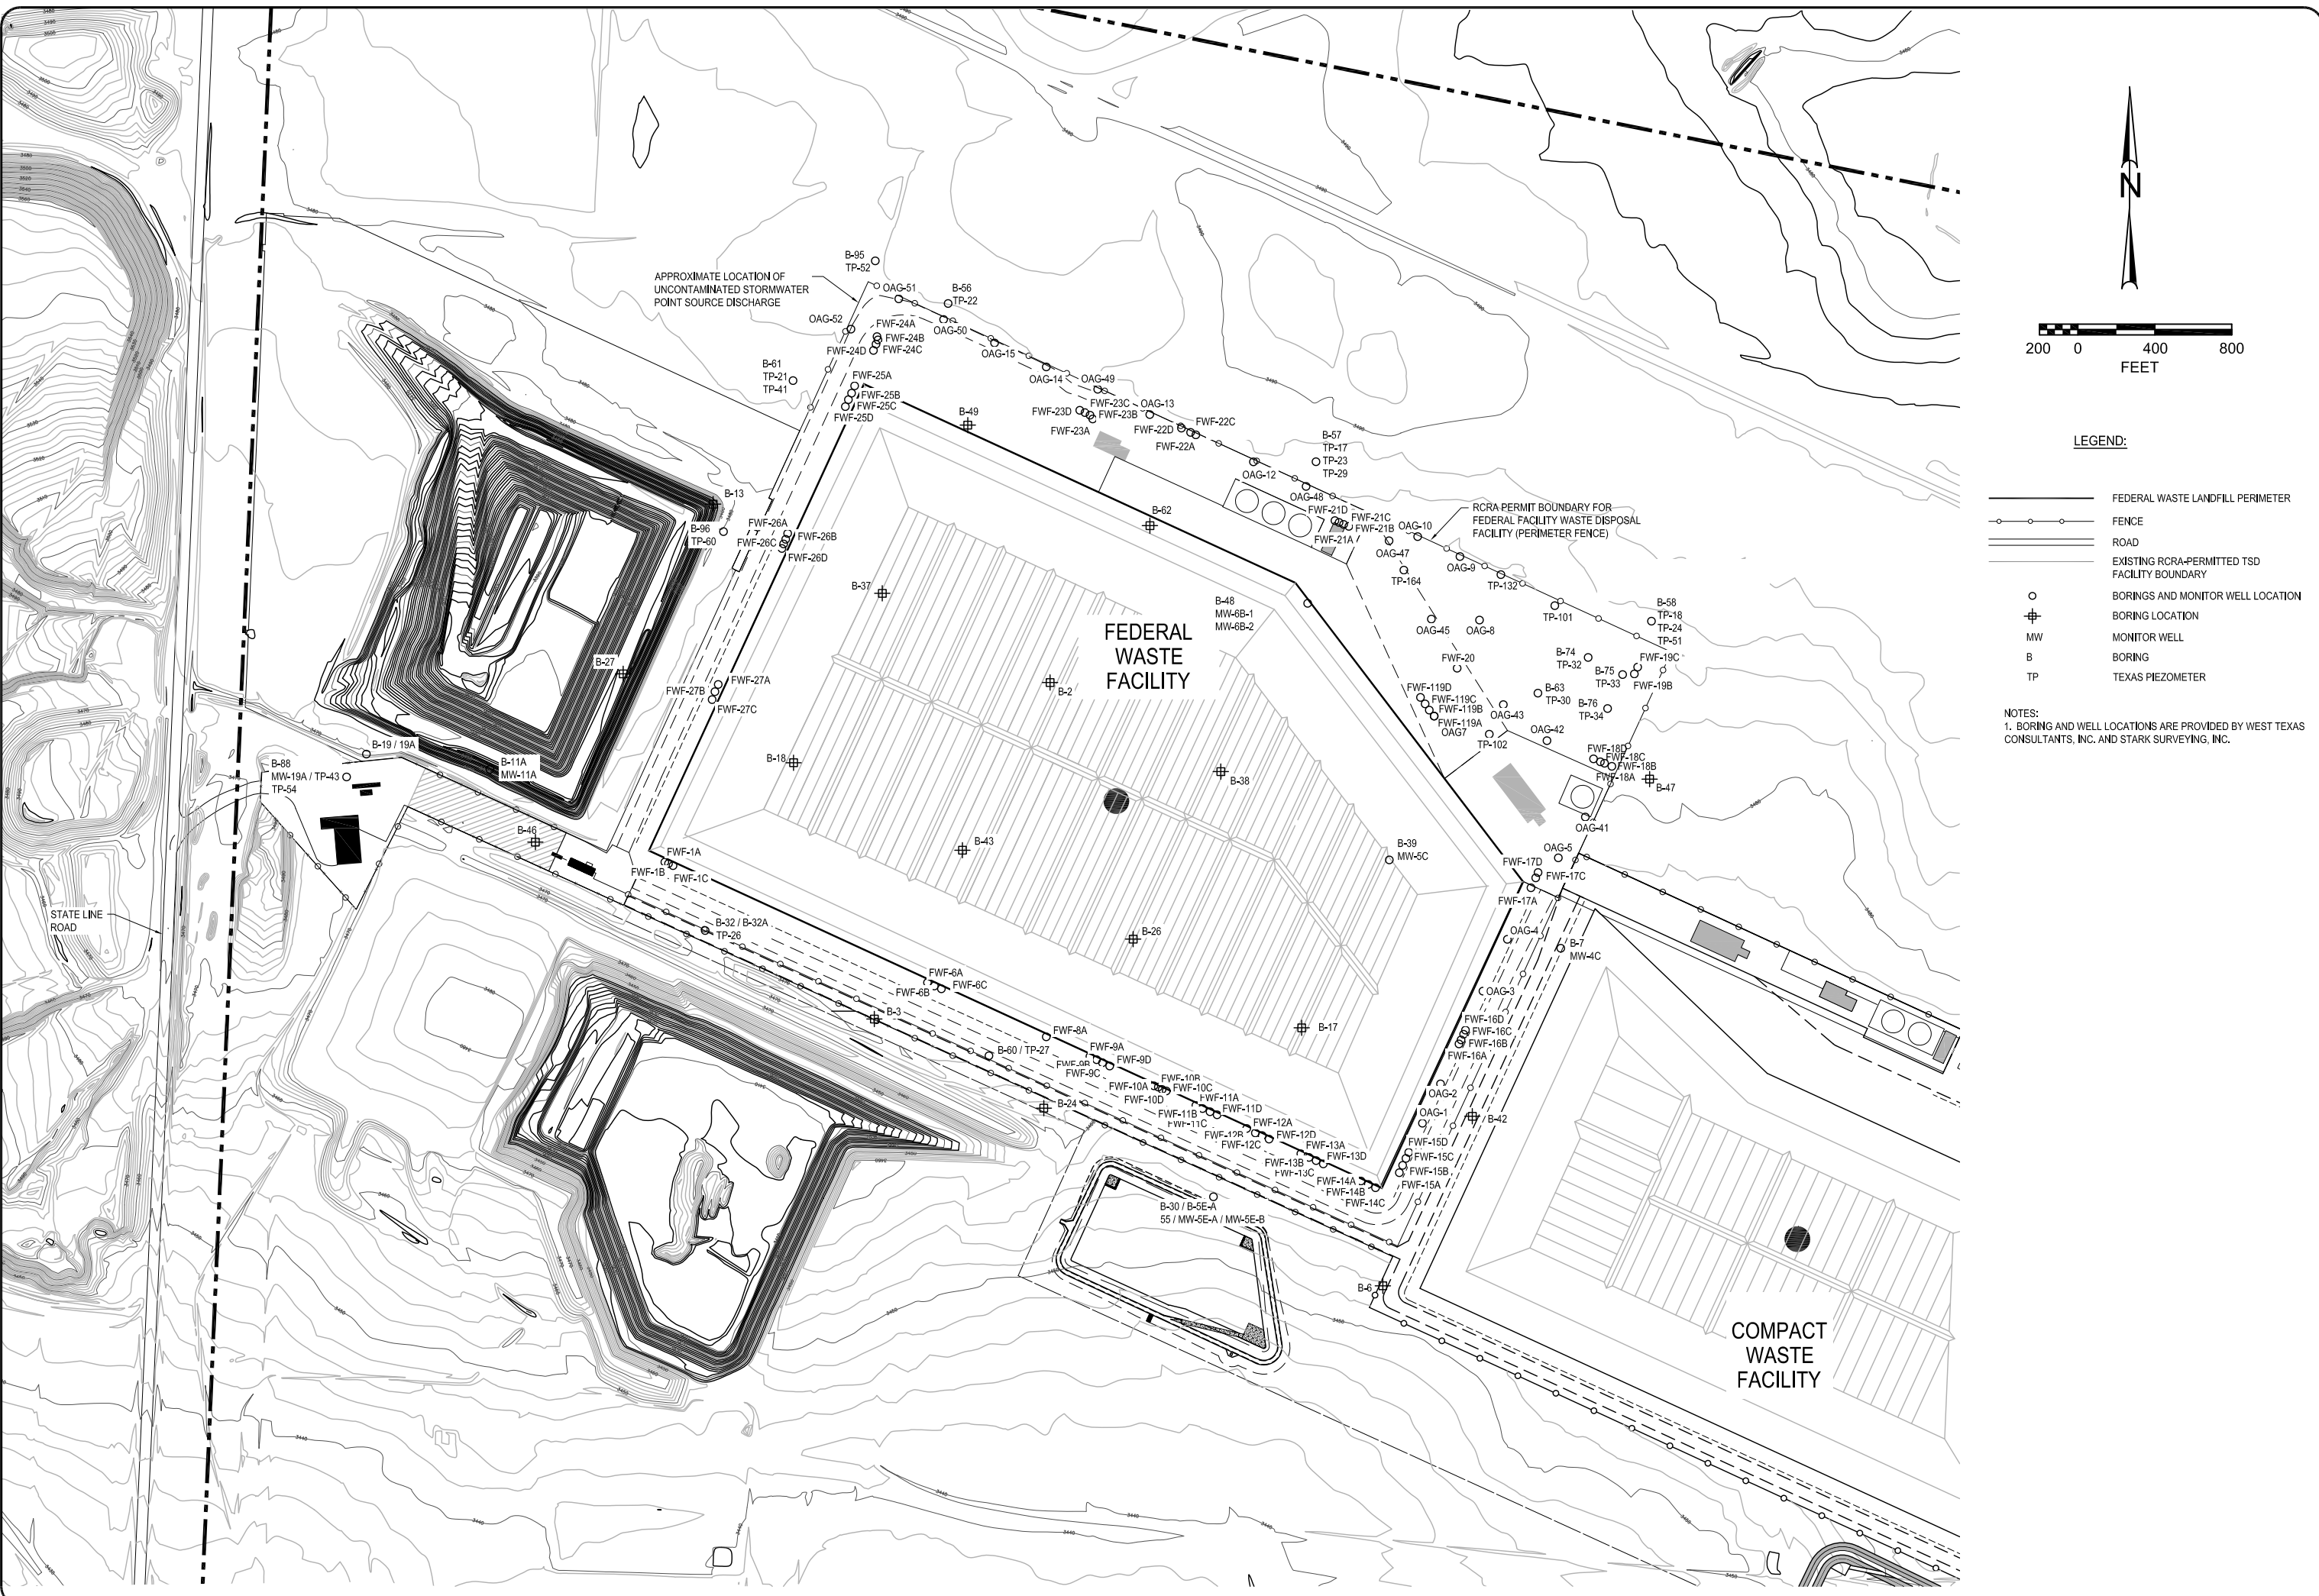 APPROXIMATE LOCATION OF
UNCONTAMINATED STORMWATER
POINT SOURCE DISCHARGE
B-95
TP-52
OAG-51
B-56
TP-22
OAG-52
FWF-24A
FWF-24B
FWF-24C
FWF-24D
OAG-50
OAG-15
B-61
TP-21
TP-41
FWF-25A
FWF-25B
FWF-25C
FWF-25D
OAG-14
OAG-49
FWF-23C
FWF-23D
FWF-23B
FWF-23A
OAG-13
FWF-22C
FWF-22D
FWF-22A
B-49
B-57
TP-17
TP-23
TP-29
OAG-12
OAG-48
FWF-21D
FWF-21C
FWF-21B
FWF-21A
OAG-10
RCRA PERMIT BOUNDARY FOR
FEDERAL FACILITY WASTE DISPOSAL
FACILITY (PERIMETER FENCE)
OAG-47
OAG-9
TP-164
TP-132
TP-101
B-13
B-96
TP-60
FWF-26A
FWF-26B
FWF-26C
FWF-26D
B-62
B-37
B-48
MW-6B-1
MW-6B-2
FEDERAL
WASTE
FACILITY
OAG-45
OAG-8
B-58
TP-18
TP-24
TP-51
B-74
TP-32
FWF-20
B-75
TP-33
FWF-19C
FWF-19B
B-27
FWF-27A
FWF-27B
FWF-27C
B-2
FWF-119D
FWF-119C
FWF-119B
FWF-119A
OAG7
B-63
TP-30
B-76
TP-34
OAG-43
OAG-42
TP-102
B-19 / 19A
B-88
MW-19A / TP-43
TP-54
B-11A
MW-11A
B-18
B-38
FWF-18D
FWF-18C
FWF-18B
FWF-18A
B-47
B-46
B-43
OAG-41
FWF-1A
FWF-1B
FWF-1C
B-39
MW-5C
OAG-5
FWF-17D
FWF-17C
FWF-17A
STATE LINE
ROAD
B-32 / B-32A
TP-26
B-26
OAG-4
B-7
MW-4C
FWF-6A
FWF-6B
FWF-6C
OAG-3
B-3
B-17
FWF-8A
FWF-16D
FWF-16C
FWF-16B
FWF-16A
B-60 / TP-27
FWF-9A
FWF-9B
FWF-9D
FWF-9C
FWF-10B
FWF-10A
FWF-10C
FWF-10D
B-24
FWF-11A
FWF-11B
FWF-11D
FWF-11C
OAG-2
OAG-1
B-42
FWF-12A
FWF-12B
FWF-12D
FWF-12C
FWF-13A
FWF-13B
FWF-13D
FWF-13C
FWF-15D
FWF-15C
FWF-15B
FWF-15A
FWF-14A
FWF-14B
FWF-14C
B-30 / B-5E-A
55 / MW-5E-A / MW-5E-B
B-6
COMPACT
WASTE
FACILITY
N
200 0 400 800
FEET
LEGEND:
FEDERAL WASTE LANDFILL PERIMETER
FENCE
ROAD
EXISTING RCRA-PERMITTED TSD
FACILITY BOUNDARY
BORINGS AND MONITOR WELL LOCATION
BORING LOCATION
MW MONITOR WELL
B BORING
TP TEXAS PIEZOMETER
NOTES:
1. BORING AND WELL LOCATIONS ARE PROVIDED BY WEST TEXAS
CONSULTANTS, INC. AND STARK SURVEYING, INC.